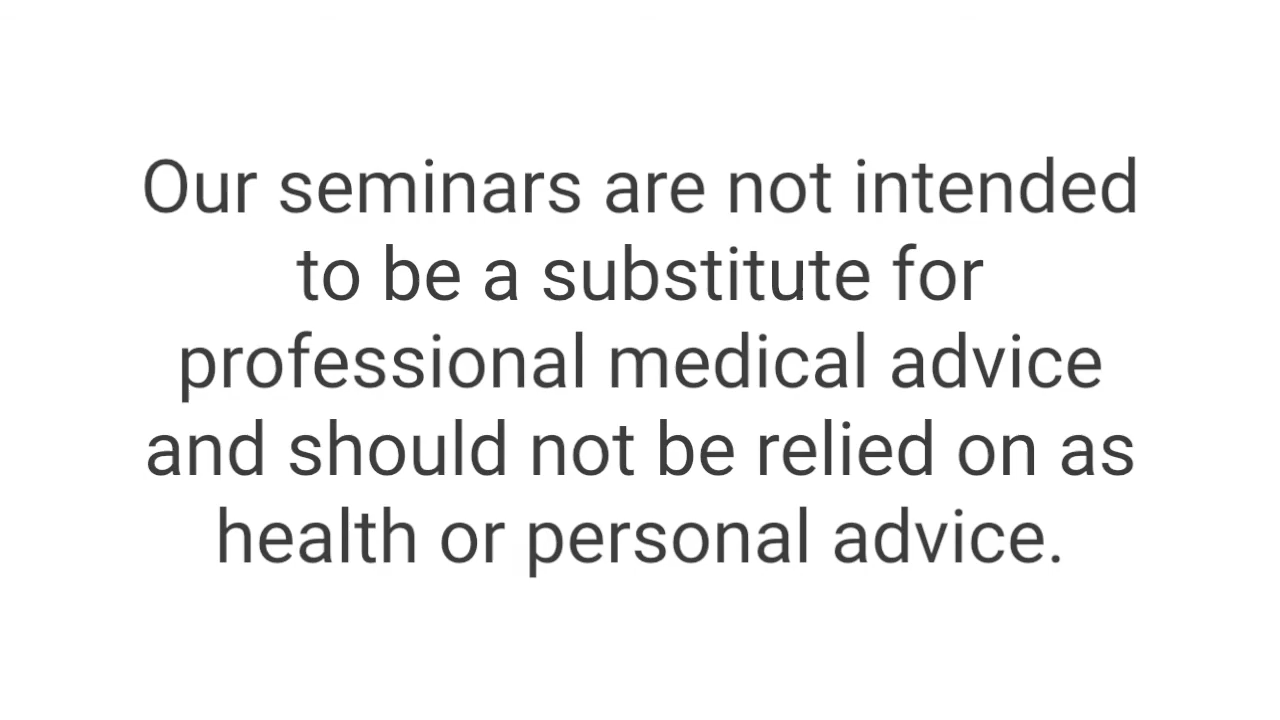 Our seminars are not intended
to be a substitute for
professional medical advice
and should not be relied on as
health or personal advice.